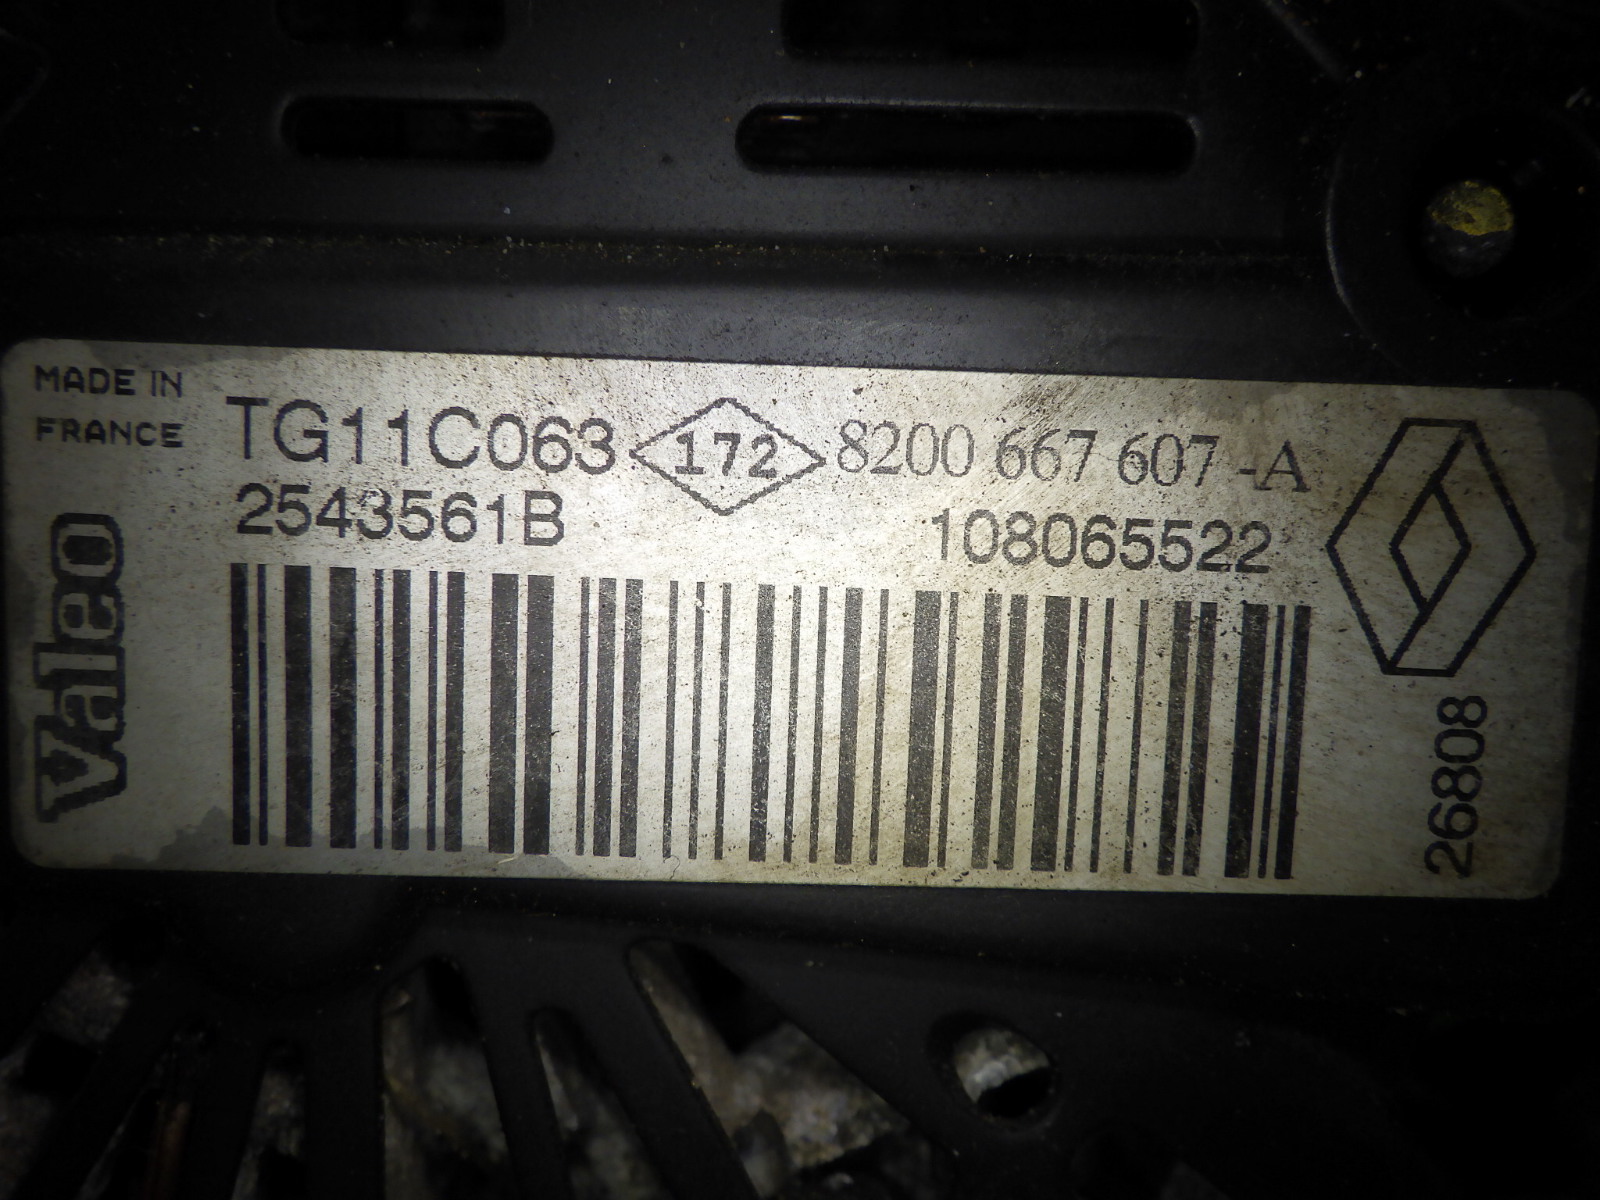 MADE IN
FRANCE
TG11C063 172 8200 667 607 -A
2543561B 108065522
Valeo
26808